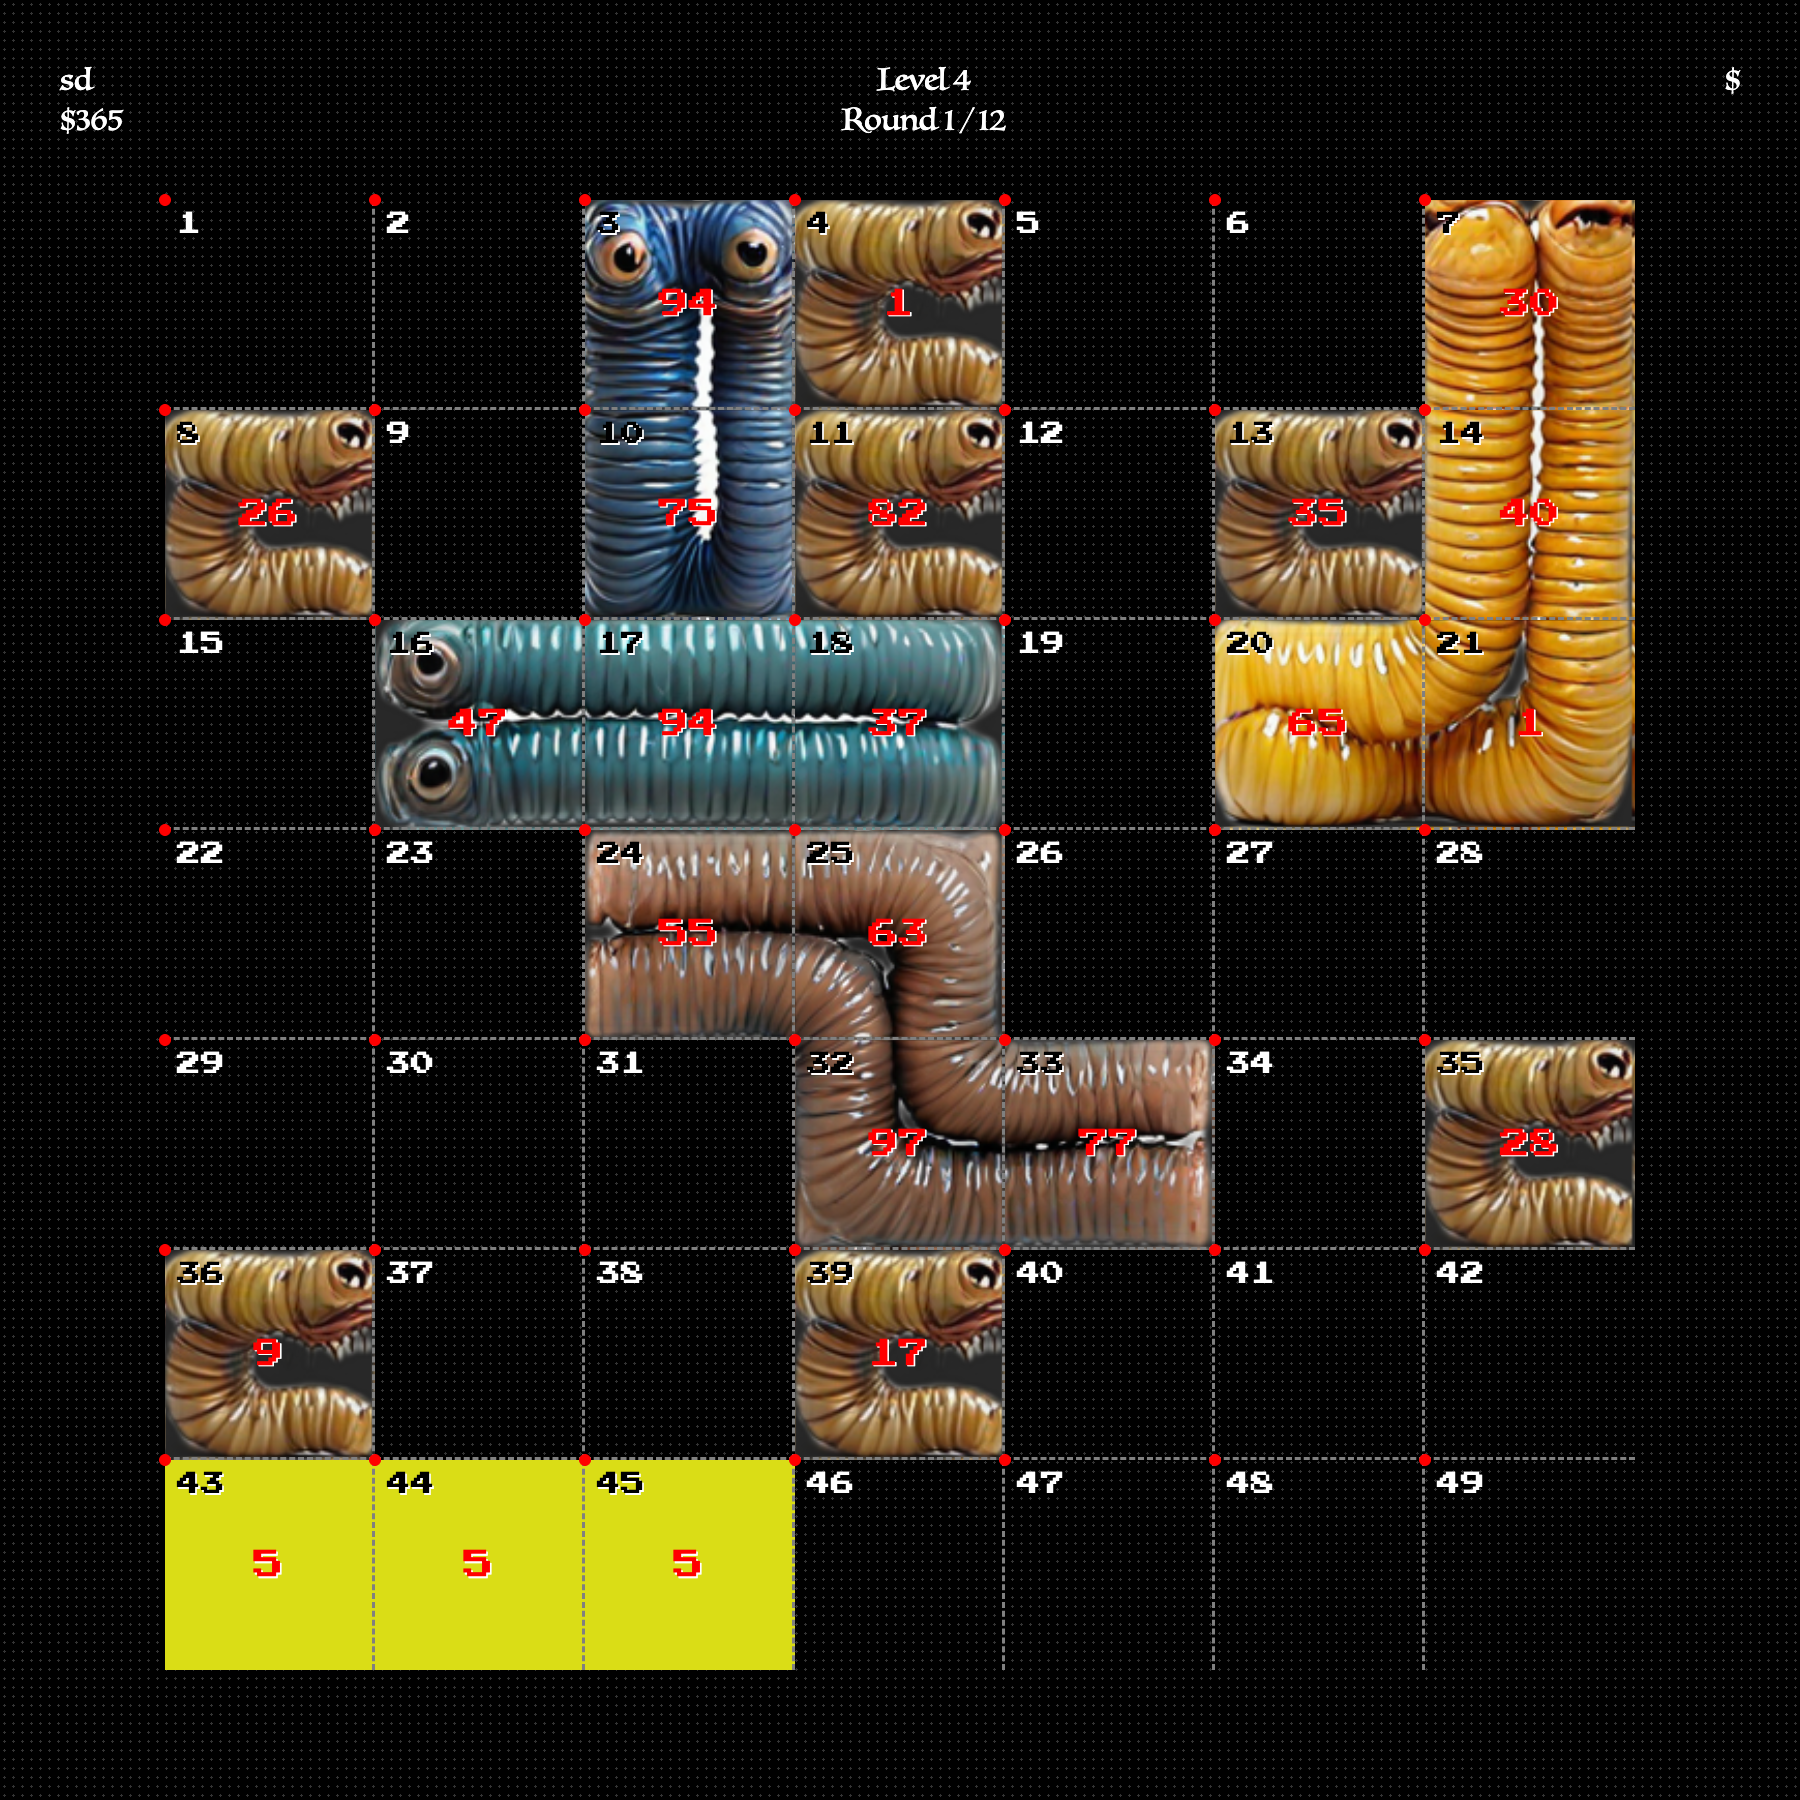 sd Level 4 $
$365 Round 1/12
1 2 3 4 5 6 7
94 1 30
8 9 10 11 12 13 14
26 75 82 35 40
15 16 17 18 19 20 21
47 94 37 65 1
22 23 24 25 26 27 28
55 63
29 30 31 32 33 34 35
97 77 28
36 37 38 39 40 41 42
9 17
43 44 45 46 47 48 49
5 5 5